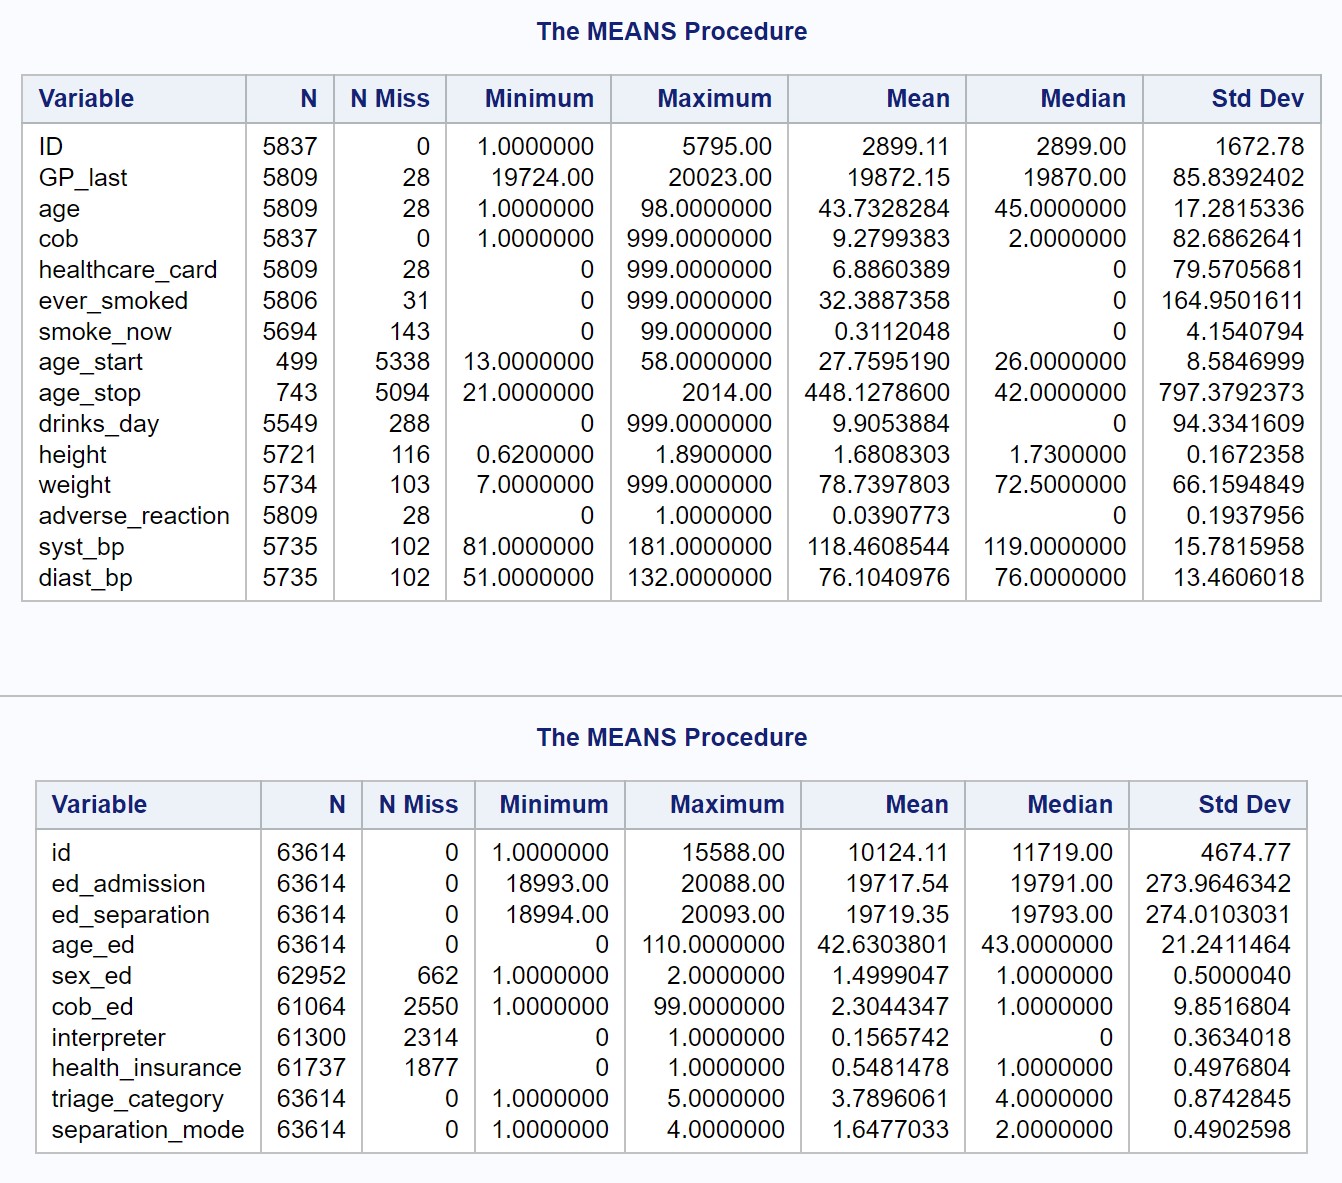 The MEANS Procedure
Variable N N Miss Minimum Maximum Mean Median Std Dev
ID 5837 0 1.0000000 5795.00 2899.11 2899.00 1672.78
GP_last 5809 28 19724.00 20023.00 19872.15 19870.00 85.8392402
age 5809 28 1.0000000 98.0000000 43.7328284 45.0000000 17.2815336
cob 5837 0 1.0000000 999.0000000 9.2799383 2.0000000 82.6862641
healthcare_card 5809 28 0 999.0000000 6.8860389 0 79.5705681
ever_smoked 5806 31 0 999.0000000 32.3887358 0 164.9501611
smoke_now 5694 143 0 99.0000000 0.3112048 0 4.1540794
age_start 499 5338 13.0000000 58.0000000 27.7595190 26.0000000 8.5846999
age_stop 743 5094 21.0000000 2014.00 448.1278600 42.0000000 797.3792373
drinks_day 5549 288 0 999.0000000 9.9053884 0 94.3341609
height 5721 116 0.6200000 1.8900000 1.6808303 1.7300000 0.1672358
weight 5734 103 7.0000000 999.0000000 78.7397803 72.5000000 66.1594849
adverse_reaction 5809 28 0 1.0000000 0.0390773 0 0.1937956
syst_bp 5735 102 81.0000000 181.0000000 118.4608544 119.0000000 15.7815958
diast_bp 5735 102 51.0000000 132.0000000 76.1040976 76.0000000 13.4606018
The MEANS Procedure
Variable N N Miss Minimum Maximum Mean Median Std Dev
id 63614 0 1.0000000 15588.00 10124.11 11719.00 4674.77
ed_admission 63614 0 18993.00 20088.00 19717.54 19791.00 273.9646342
ed_separation 63614 0 18994.00 20093.00 19719.35 19793.00 274.0103031
age_ed 63614 0 0 110.0000000 42.6303801 43.0000000 21.2411464
sex_ed 62952 662 1.0000000 2.0000000 1.4999047 1.0000000 0.5000040
cob_ed 61064 2550 1.0000000 99.0000000 2.3044347 1.0000000 9.8516804
interpreter 61300 2314 0 1.0000000 0.1565742 0 0.3634018
health_insurance 61737 1877 0 1.0000000 0.5481478 1.0000000 0.4976804
triage_category 63614 0 1.0000000 5.0000000 3.7896061 4.0000000 0.8742845
separation_mode 63614 0 1.0000000 4.0000000 1.6477033 2.0000000 0.4902598